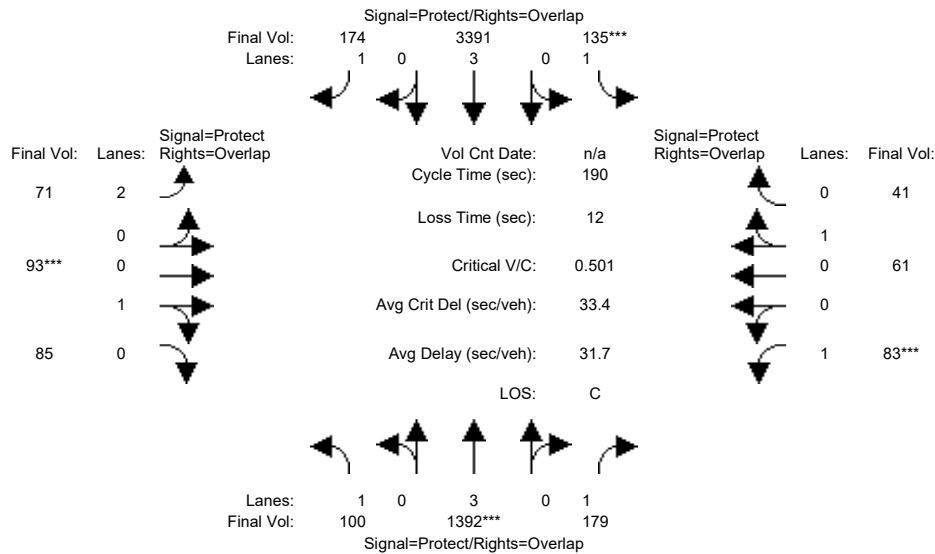 Signal=Protect/Rights=Overlap
Final Vol: 174 3391 135***
Lanes: 1 0 3 0 1
Signal=Protect Signal=Protect
Final Vol: Lanes: Rights=Overlap Vol Cnt Date: n/a Rights=Overlap Lanes: Final Vol:
Cycle Time (sec): 190
71 2 0 41
Loss Time (sec): 12
0 1
93*** 0 Critical V/C: 0.501 0 61
1 Avg Crit Del (sec/veh): 33.4 0
85 0 Avg Delay (sec/veh): 31.7 1 83***
LOS: C
Lanes: 1 0 3 0 1
Final Vol: 100 1392*** 179
Signal=Protect/Rights=Overlap